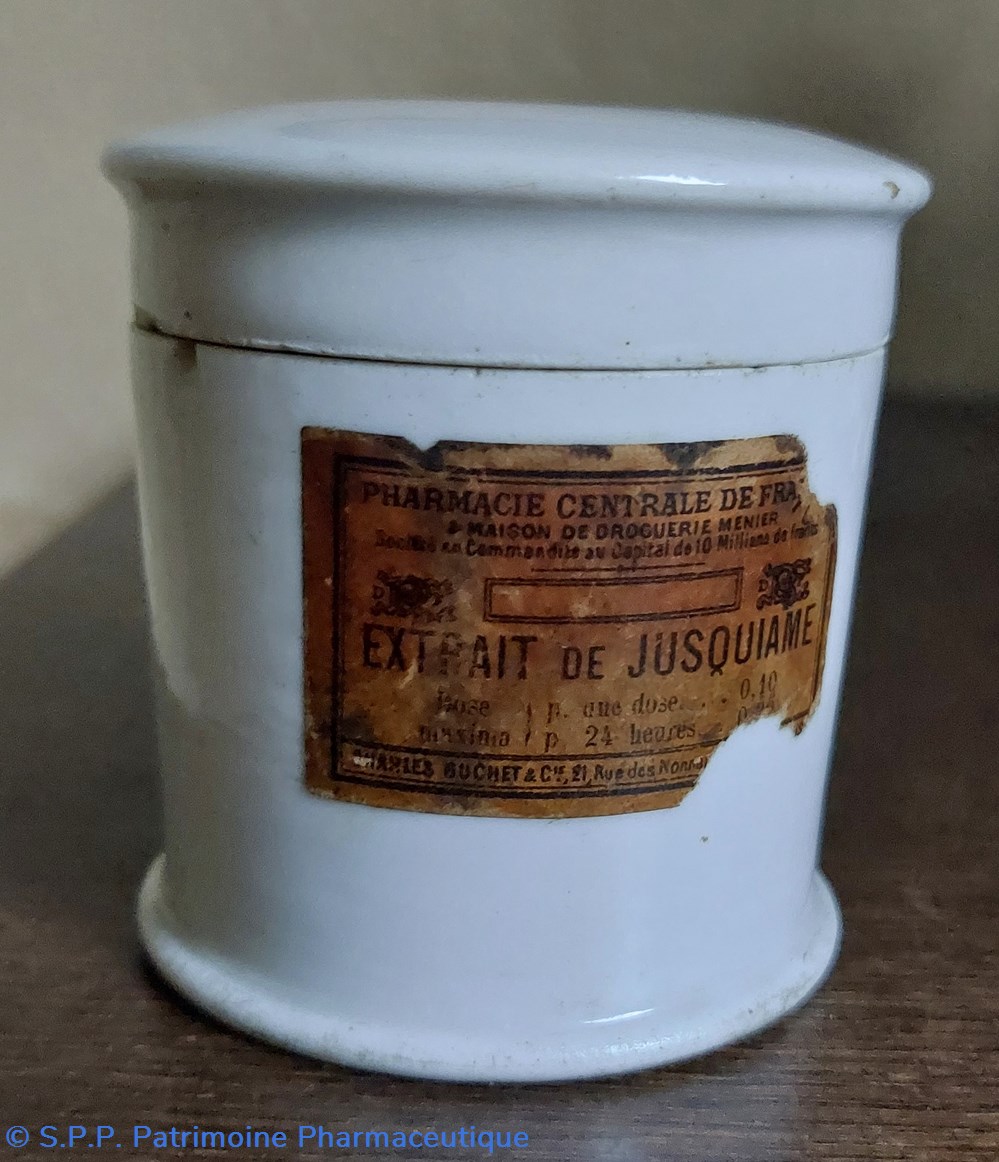 PHARMACIE CENTRALE DE FRA
& MAISON DE DROGUERIE MENIER
Société en Commandite au Capital de 10 Millions de francs
EXTRAIT DE JUSQUIAME
Dose p. une dose. . . . 0,10
maxima p. 24 heures
CHARLES BUCHET & Cie, 21, Rue des Nonna
© S.P.P. Patrimoine Pharmaceutique